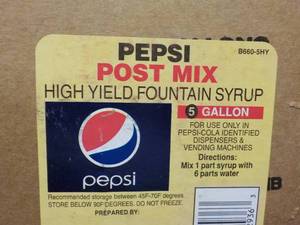 B660-5HY
PEPSI
POST MIX
HIGH YIELD FOUNTAIN SYRUP
5 GALLON
FOR USE ONLY IN
PEPSI-COLA IDENTIFIED
DISPENSERS &
VENDING MACHINES
Directions:
Mix 1 part syrup with
6 parts water
pepsi
Recommended storage between 45F-70F degrees
STORE BELOW 90F DEGREES. DO NOT FREEZE.
PREPARED BY: